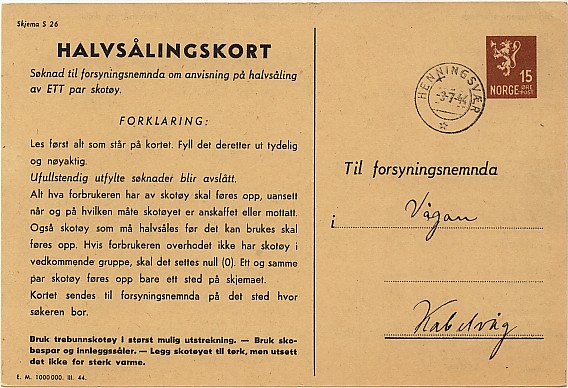 Skjema S 26
HALVSÅLINGSKORT
Søknad til forsyningsnemnda om anvisning på halvsåling
av ETT par skotøy.
FORKLARING:
Les først alt som står på kortet. Fyll det deretter ut tydelig
og nøyaktig.
Ufullstendig utfylte søknader blir avslått.
Alt hva forbrukeren har av skotøy skal føres opp, uansett
når og på hvilken måte skotøyet er anskaffet eller mottatt.
Også skotøy som må halvsåles før det kan brukes skal
føres opp. Hvis forbrukeren overhodet ikke har skotøy i
vedkommende gruppe, skal det settes null (0). Ett og samme
par skotøy føres opp bare ett sted på skjemaet.
Kortet sendes til forsyningsnemnda på det sted hvor
søkeren bor.
Bruk trebunnskotøy i størst mulig utstrekning. — Bruk sko-
bespar og innleggssåler. — Legg skotøyet til tørk, men utsett
det ikke for sterk varme.
E. M. 1000000. III. 44.
HENNINGSVÆR
-3-7-44
15
NORGE ØRE
POST
Til forsyningsnemnda
i Vågan
Kabelvåg